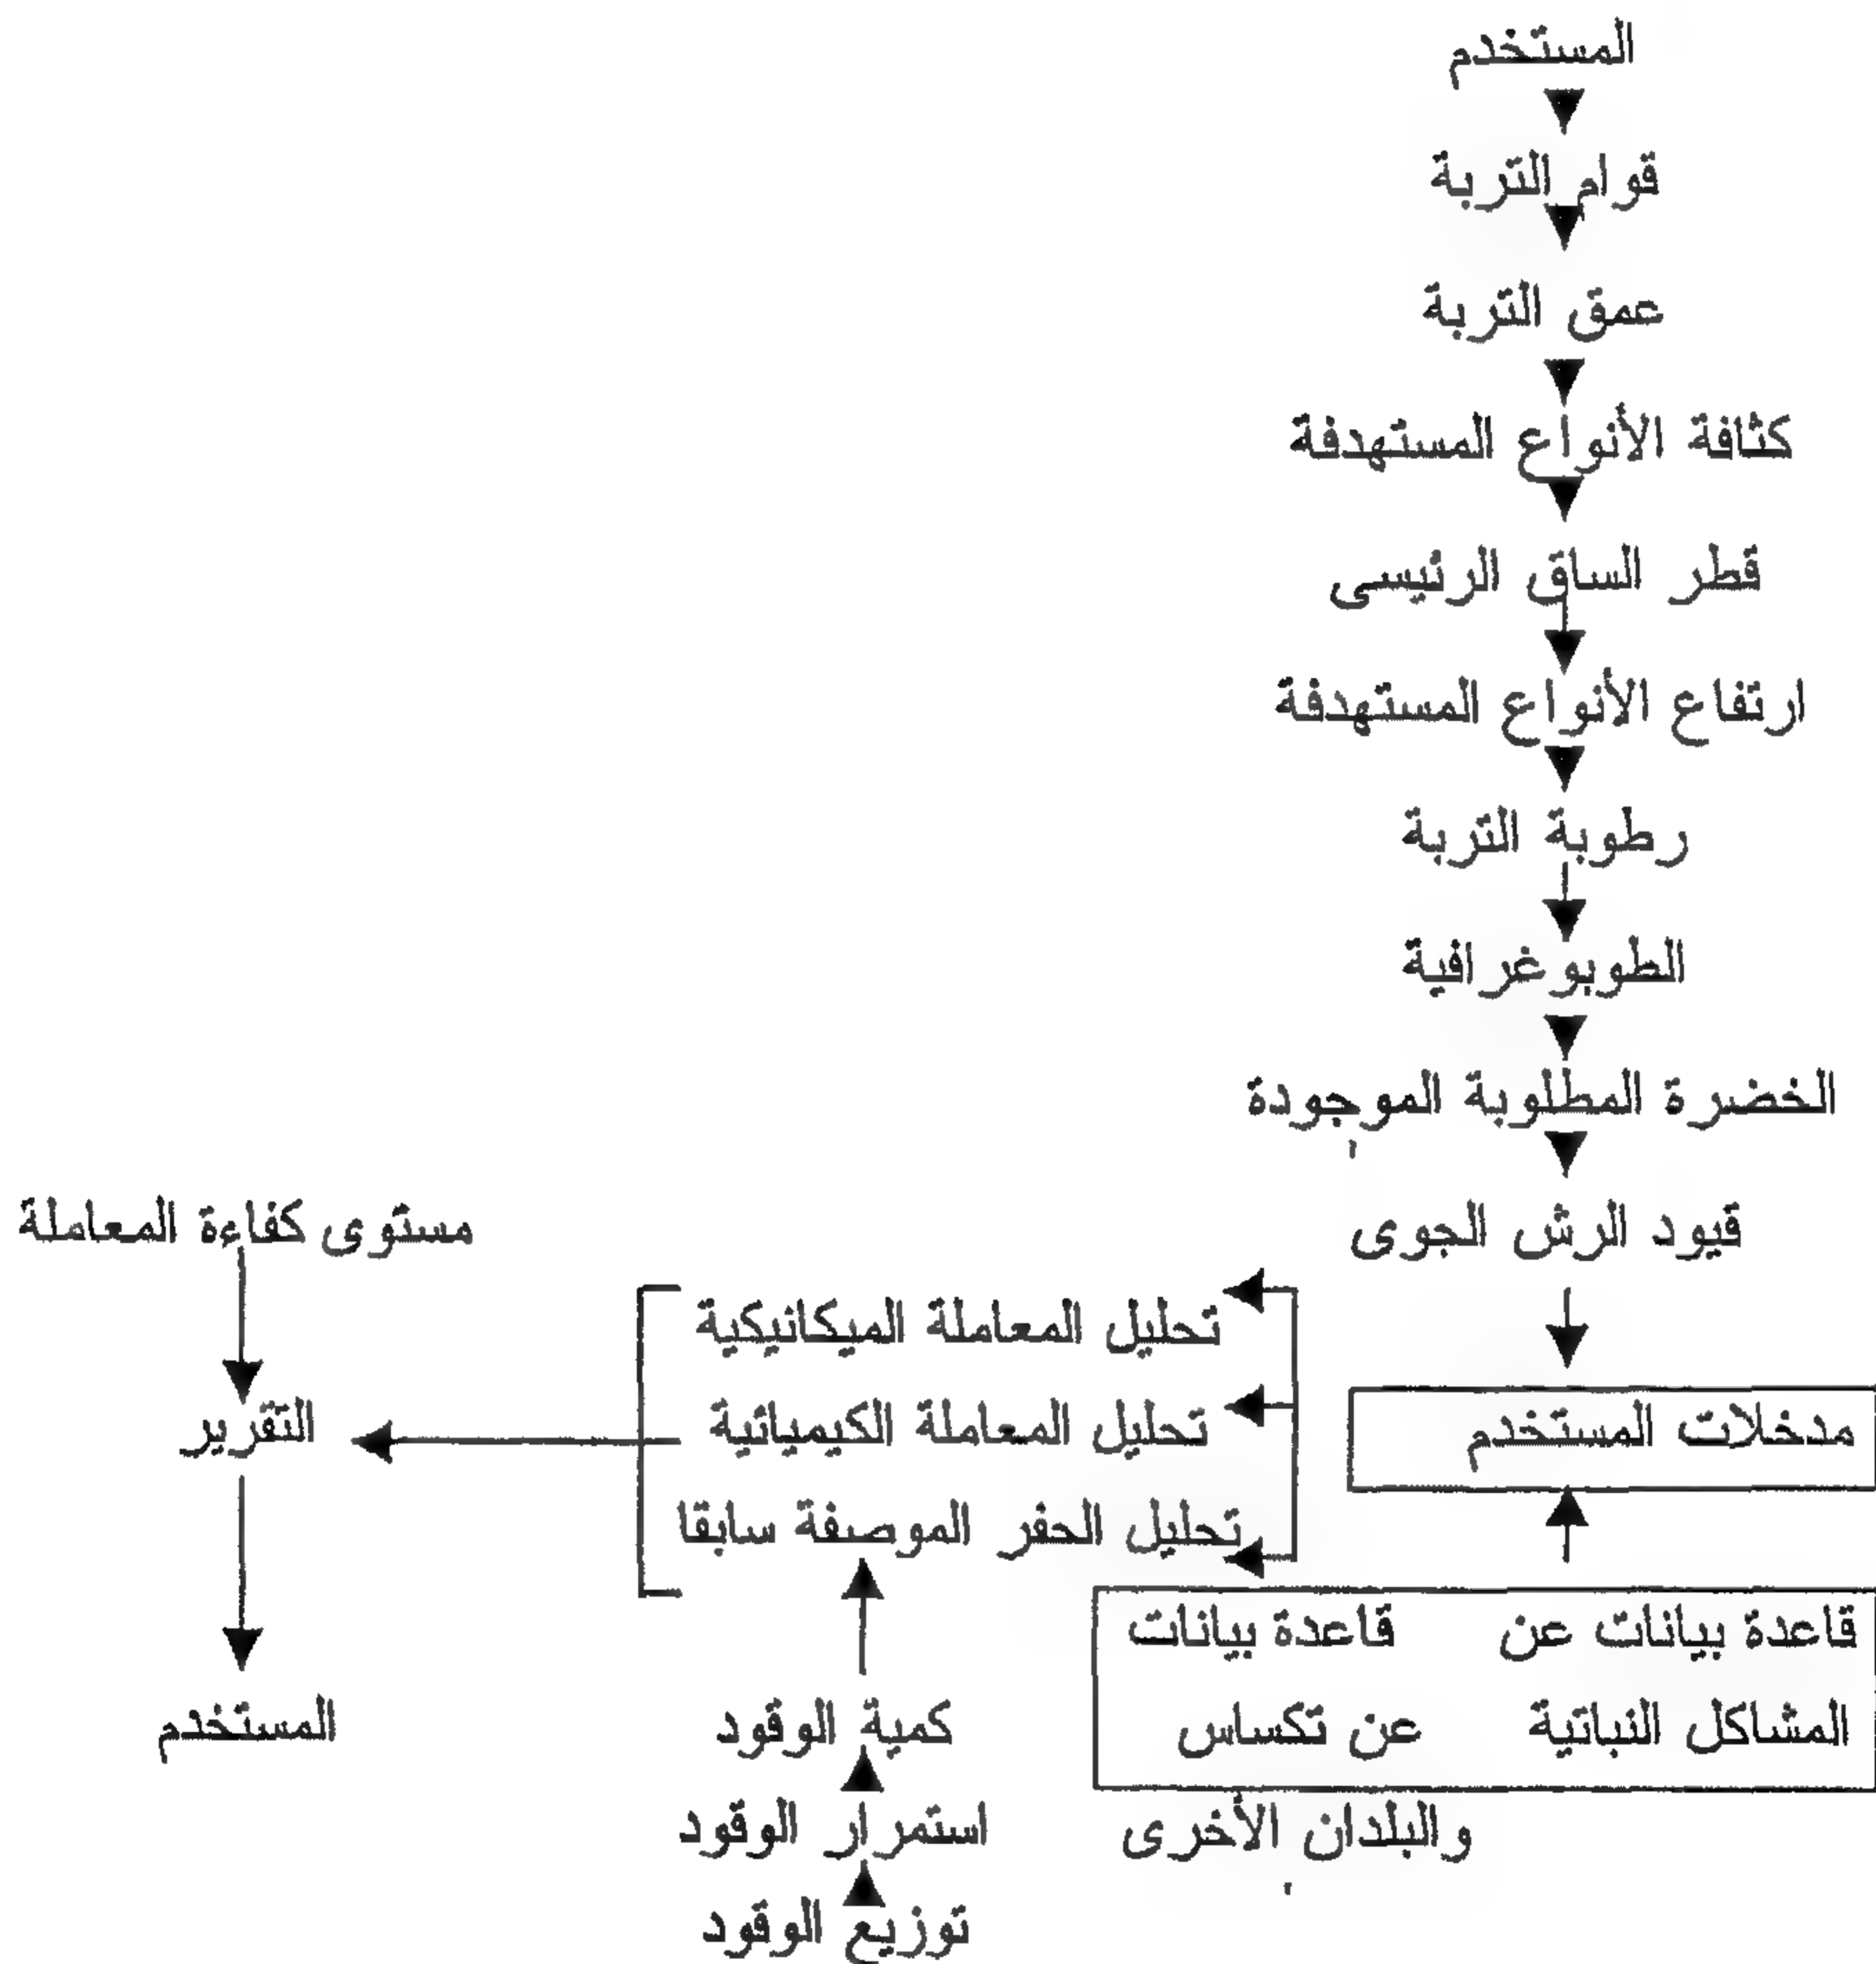 المستخدم
قوام التربة
عمق التربة
كثافة الأنواع المستهدفة
قطر الساق الرئيسى
ارتفاع الأنواع المستهدفة
رطوبة التربة
الطوبوغرافية
الخضرة المطلوبة الموجودة
قيود الرش الجوى
مدخلات المستخدم
قاعدة بيانات عن
المشاكل النباتية
قاعدة بيانات
عن تكساس
والبلدان الأخرى
تحليل المعاملة الميكانيكية
تحليل المعاملة الكيميائية
تحليل الحفر الموصفة سابقا
كمية الوقود
استمرار الوقود
توزيع الوقود
مستوى كفاءة المعاملة
التقرير
المستخدم